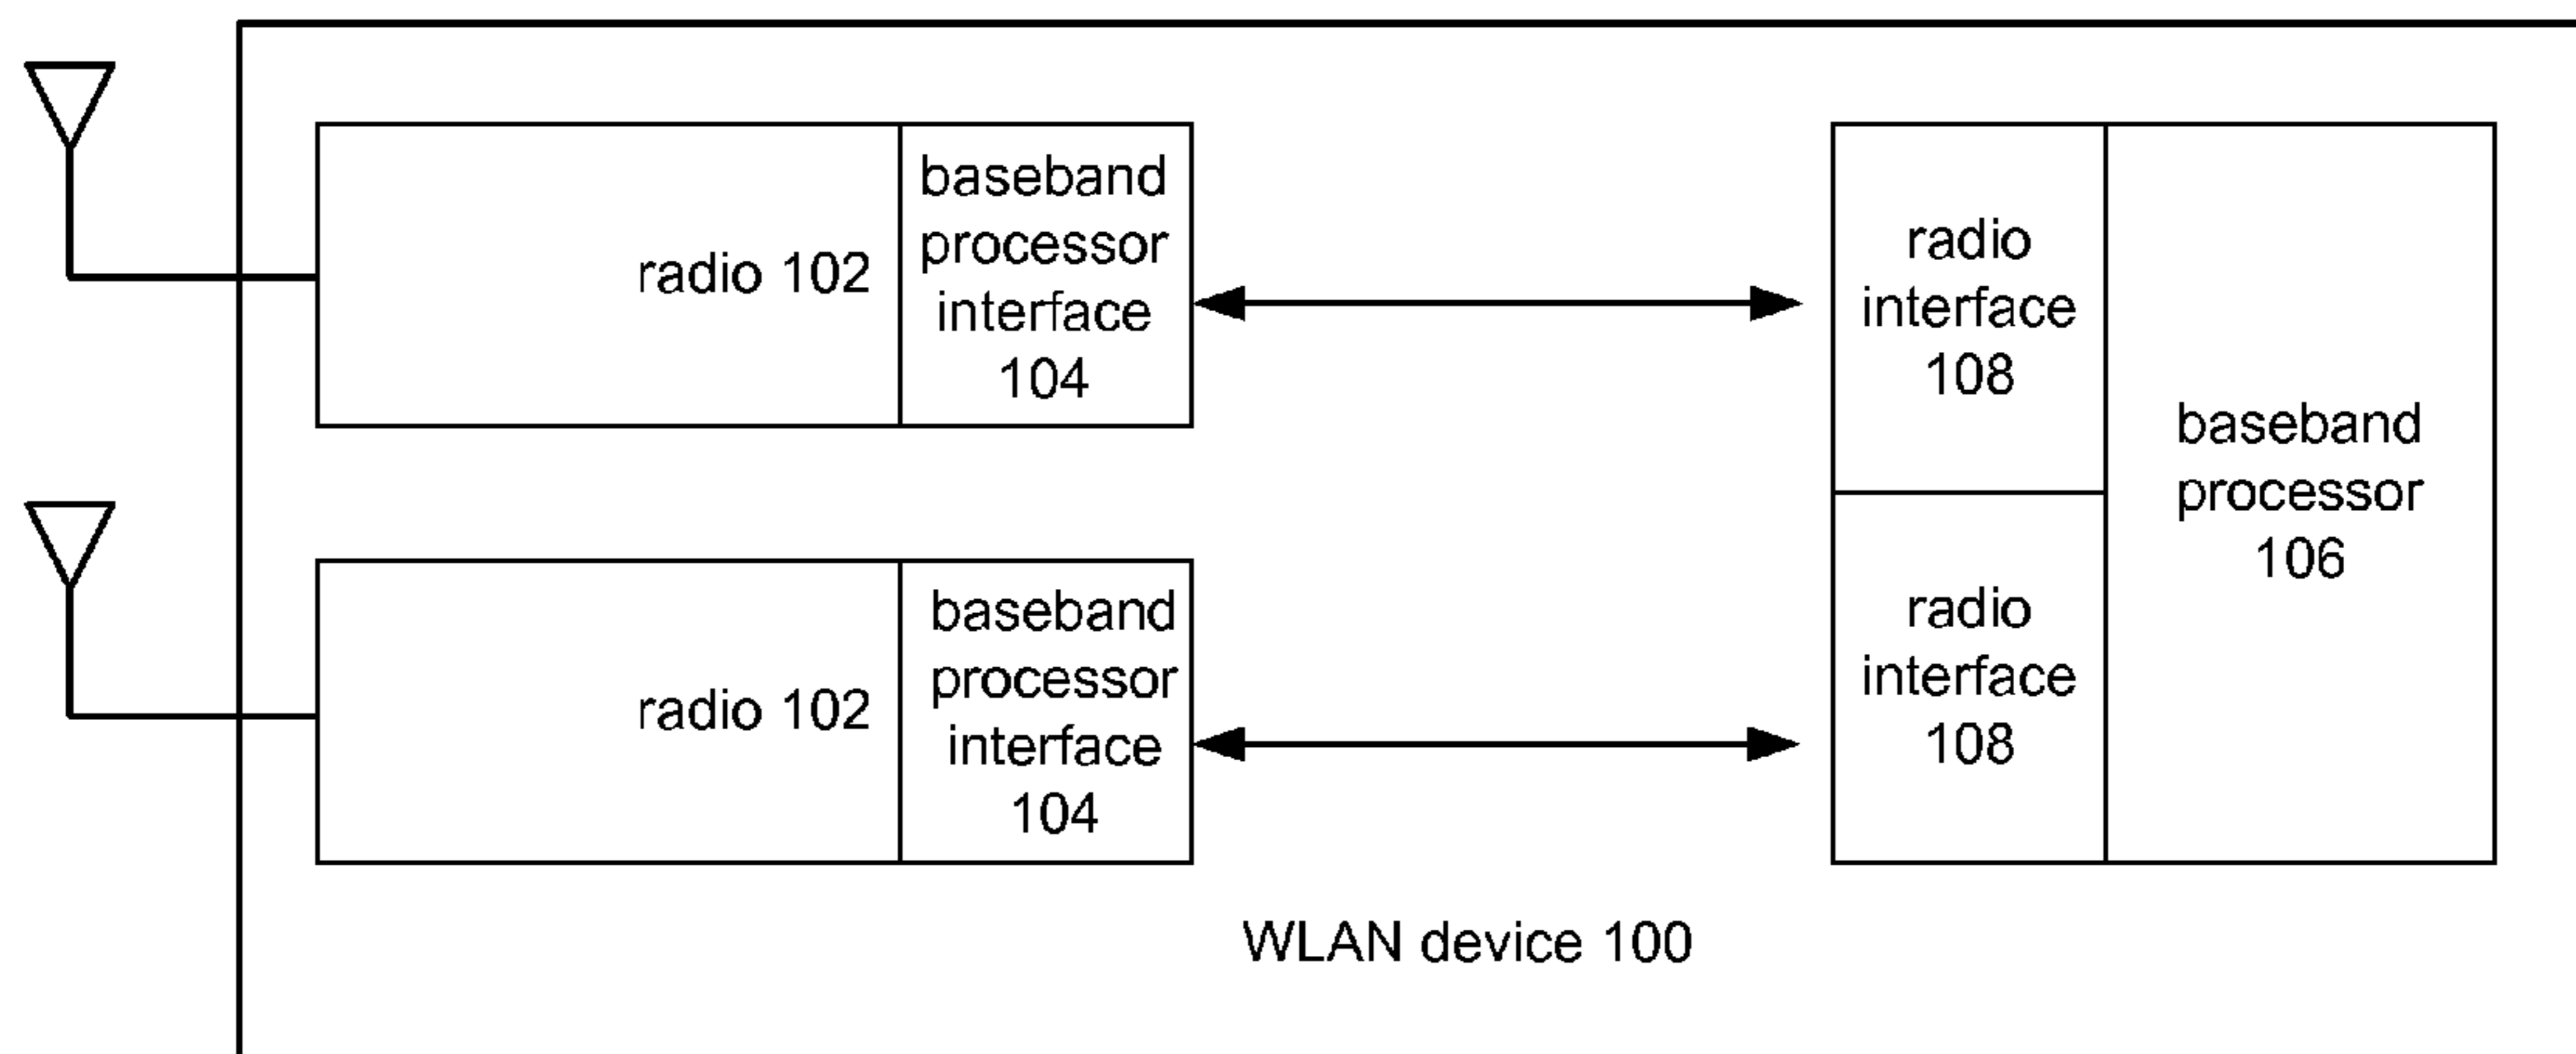 radio 102
baseband
processor
interface
104
radio
interface
108
baseband
processor
106
radio 102
baseband
processor
interface
104
radio
interface
108
WLAN device 100